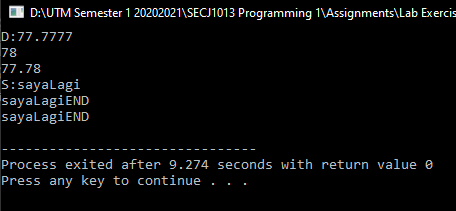 D:\UTM Semester 1 20202021\SECJ1013 Programming 1\Assignments\Lab Exercis
D:77.7777
78
77.78
S:sayaLagi
sayaLagiEND
sayaLagiEND
--------------------------------
Process exited after 9.274 seconds with return value 0
Press any key to continue . . .